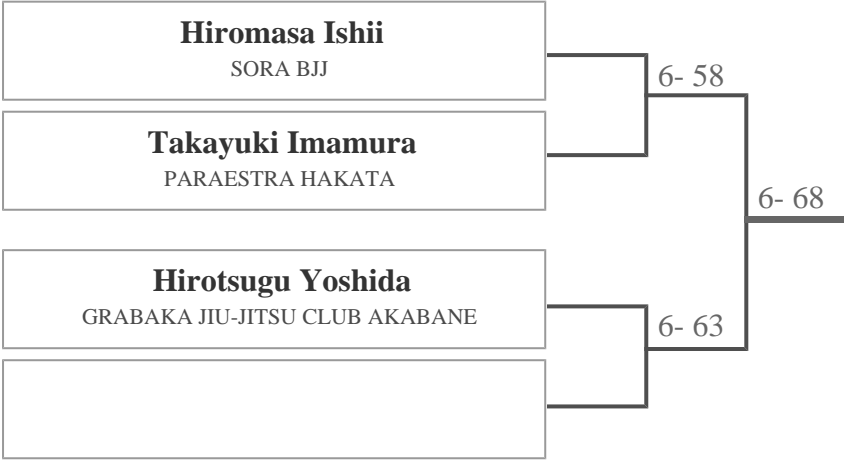 Hiromasa Ishii
SORA BJJ
6- 58
Takayuki Imamura
PARAESTRA HAKATA
6- 68
Hirotsugu Yoshida
GRABAKA JIU-JITSU CLUB AKABANE
6- 63